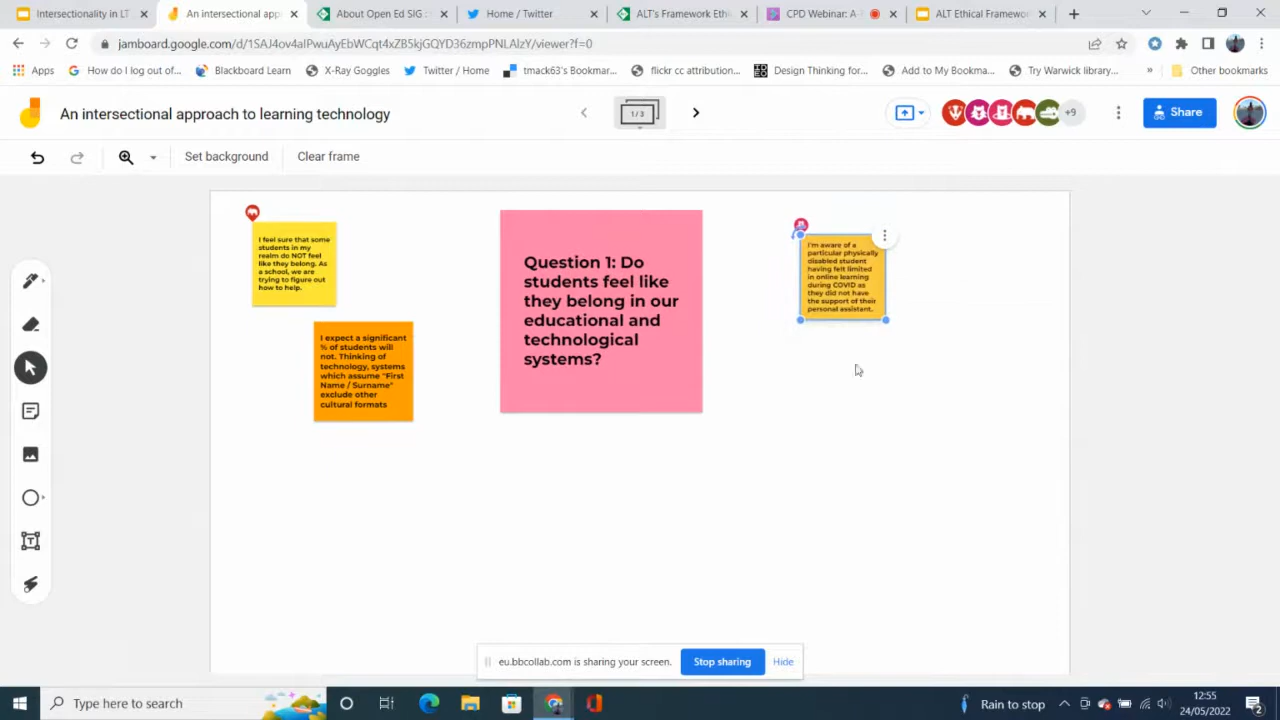 Intersectionality in LT
An intersectional app
About Open Ed SIG
Home / Twitter
ALT's Framework Ethi
CPD Webinar: A-
ALT Ethical Framewor
jamboard.google.com/d/1SAJ4ov4alPwuAyEbWCqt4xZB5kjGQYD36zmpPNLAlzY/viewer?f=0
Apps
How do I log out of...
Blackboard Learn
X-Ray Goggles
Twitter / Home
tmack63's Bookmar...
flickr cc attribution...
Design Thinking for...
Add to My Bookma...
Try Warwick library...
»
Other bookmarks
An intersectional approach to learning technology
1 / 3
+9
Share
Set background
Clear frame
I feel sure that some
students in my
realm do NOT feel
like they belong. As
a school, we are
trying to figure out
how to help.
I expect a significant
% of students will
not. Thinking of
technology, systems
which assume "First
Name / Surname"
exclude other
cultural formats
Question 1: Do
students feel like
they belong in our
educational and
technological
systems?
I'm aware of a
particular physically
disabled student
having felt limited
in online learning
during COVID as
they did not have
the support of their
personal assistant.
eu.bbcollab.com is sharing your screen.
Stop sharing
Hide
Type here to search
Rain to stop
12:55
24/05/2022
2